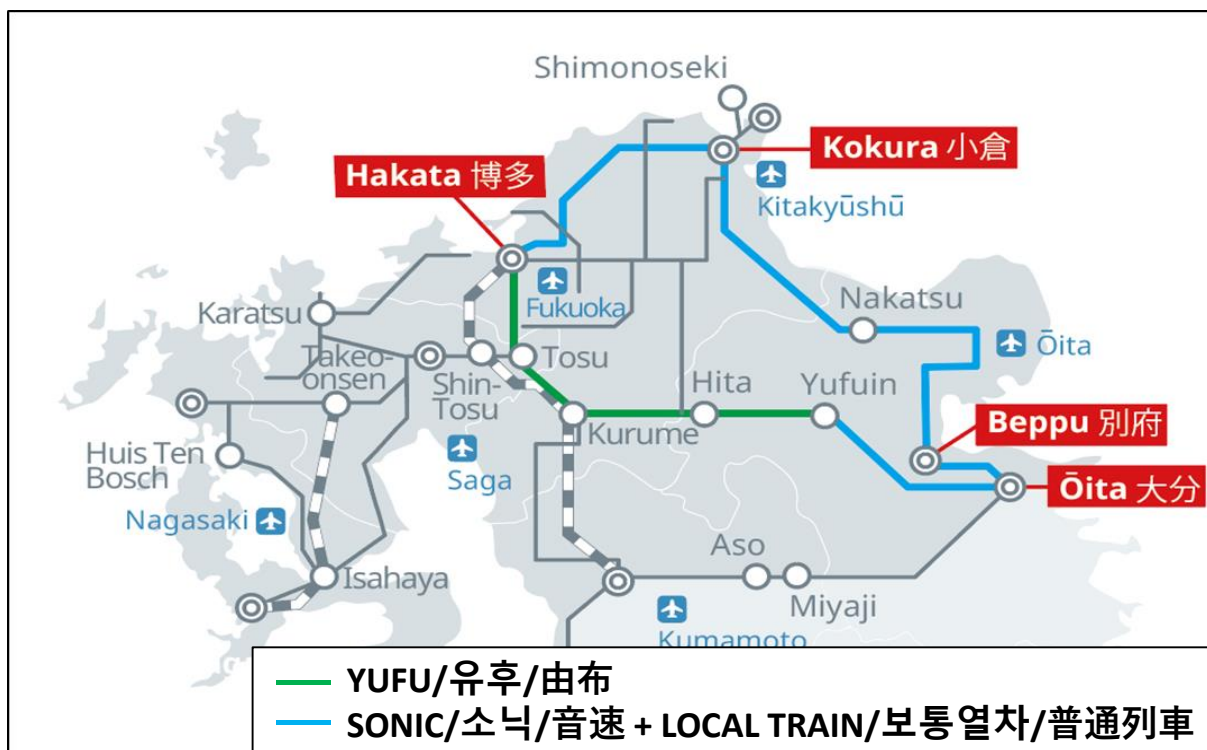 Shimonoseki
Kokura 小倉
Hakata 博多
Kitakyūshū
Fukuoka
Karatsu
Nakatsu
Takeo-
onsen
Shin-
Tosu
Tosu
Ōita
Hita
Yufuin
Kurume
Beppu 別府
Huis Ten
Bosch
Saga
Ōita 大分
Nagasaki
Aso
Isahaya
Miyaji
Kumamoto
YUFU/유후/由布
SONIC/소닉/音速 + LOCAL TRAIN/보통열차/普通列車